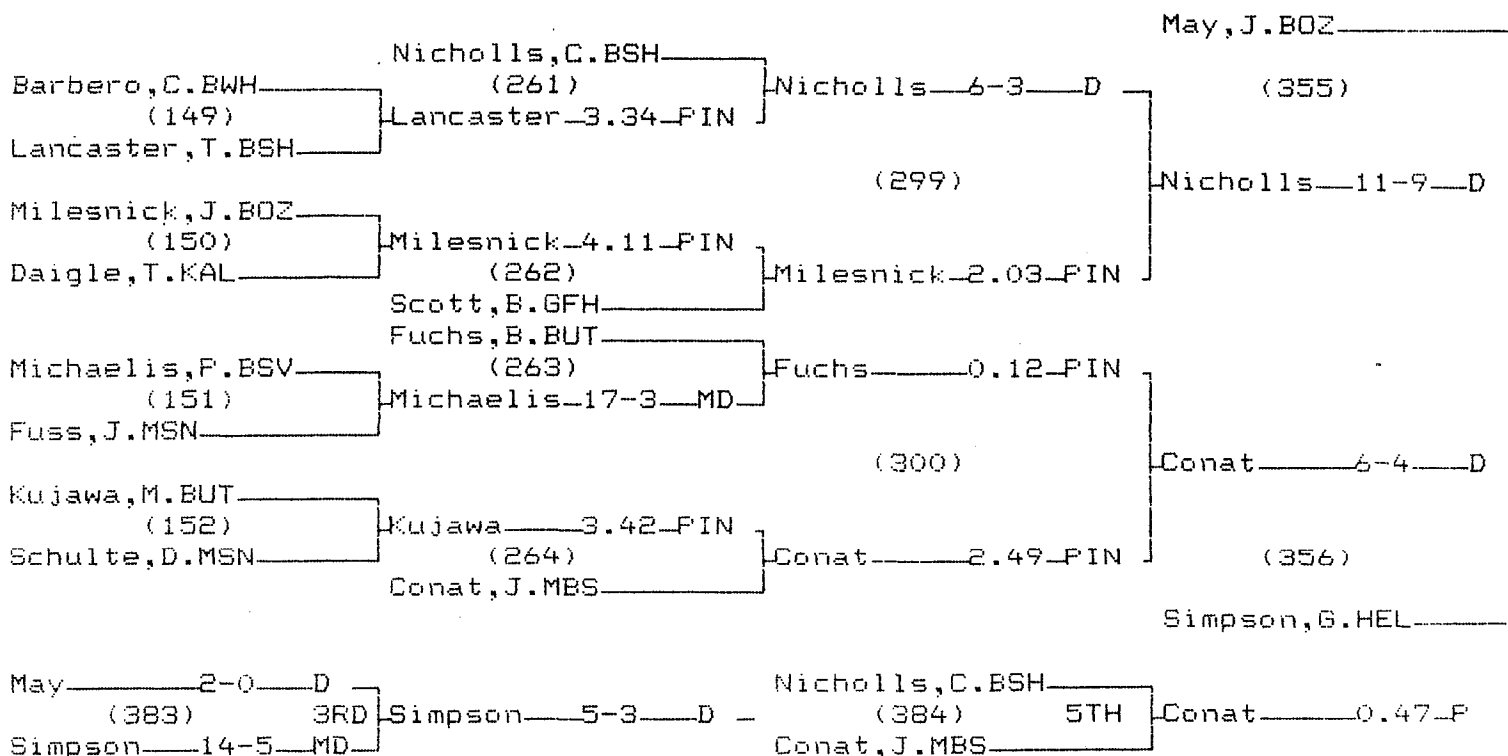 May,J.BOZ
Nicholls,C.BSH
Barbero,C.BWH (261) Nicholls 6-3 D (355)
(149) Lancaster 3.34 PIN
Lancaster,T.BSH
(299) Nicholls 11-9 D
Milesnick,J.BOZ
(150) Milesnick 4.11 PIN
Daigle,T.KAL (262) Milesnick 2.03 PIN
Scott,B.GFH
Fuchs,B.BUT
Michaelis,P.BSV (263) Fuchs 0.12 PIN
(151) Michaelis 17-3 MD
Fuss,J.MSN
(300) Conat 6-4 D
Kujawa,M.BUT
(152) Kujawa 3.42 PIN
Schulte,D.MSN (264) Conat 2.49 PIN (356)
Conat,J.MBS
Simpson,G.HEL
May 2-0 D Nicholls,C.BSH
(383) 3RD Simpson 5-3 D (384) 5TH Conat 0.47 P
Simpson 14-5 MD Conat,J.MBS